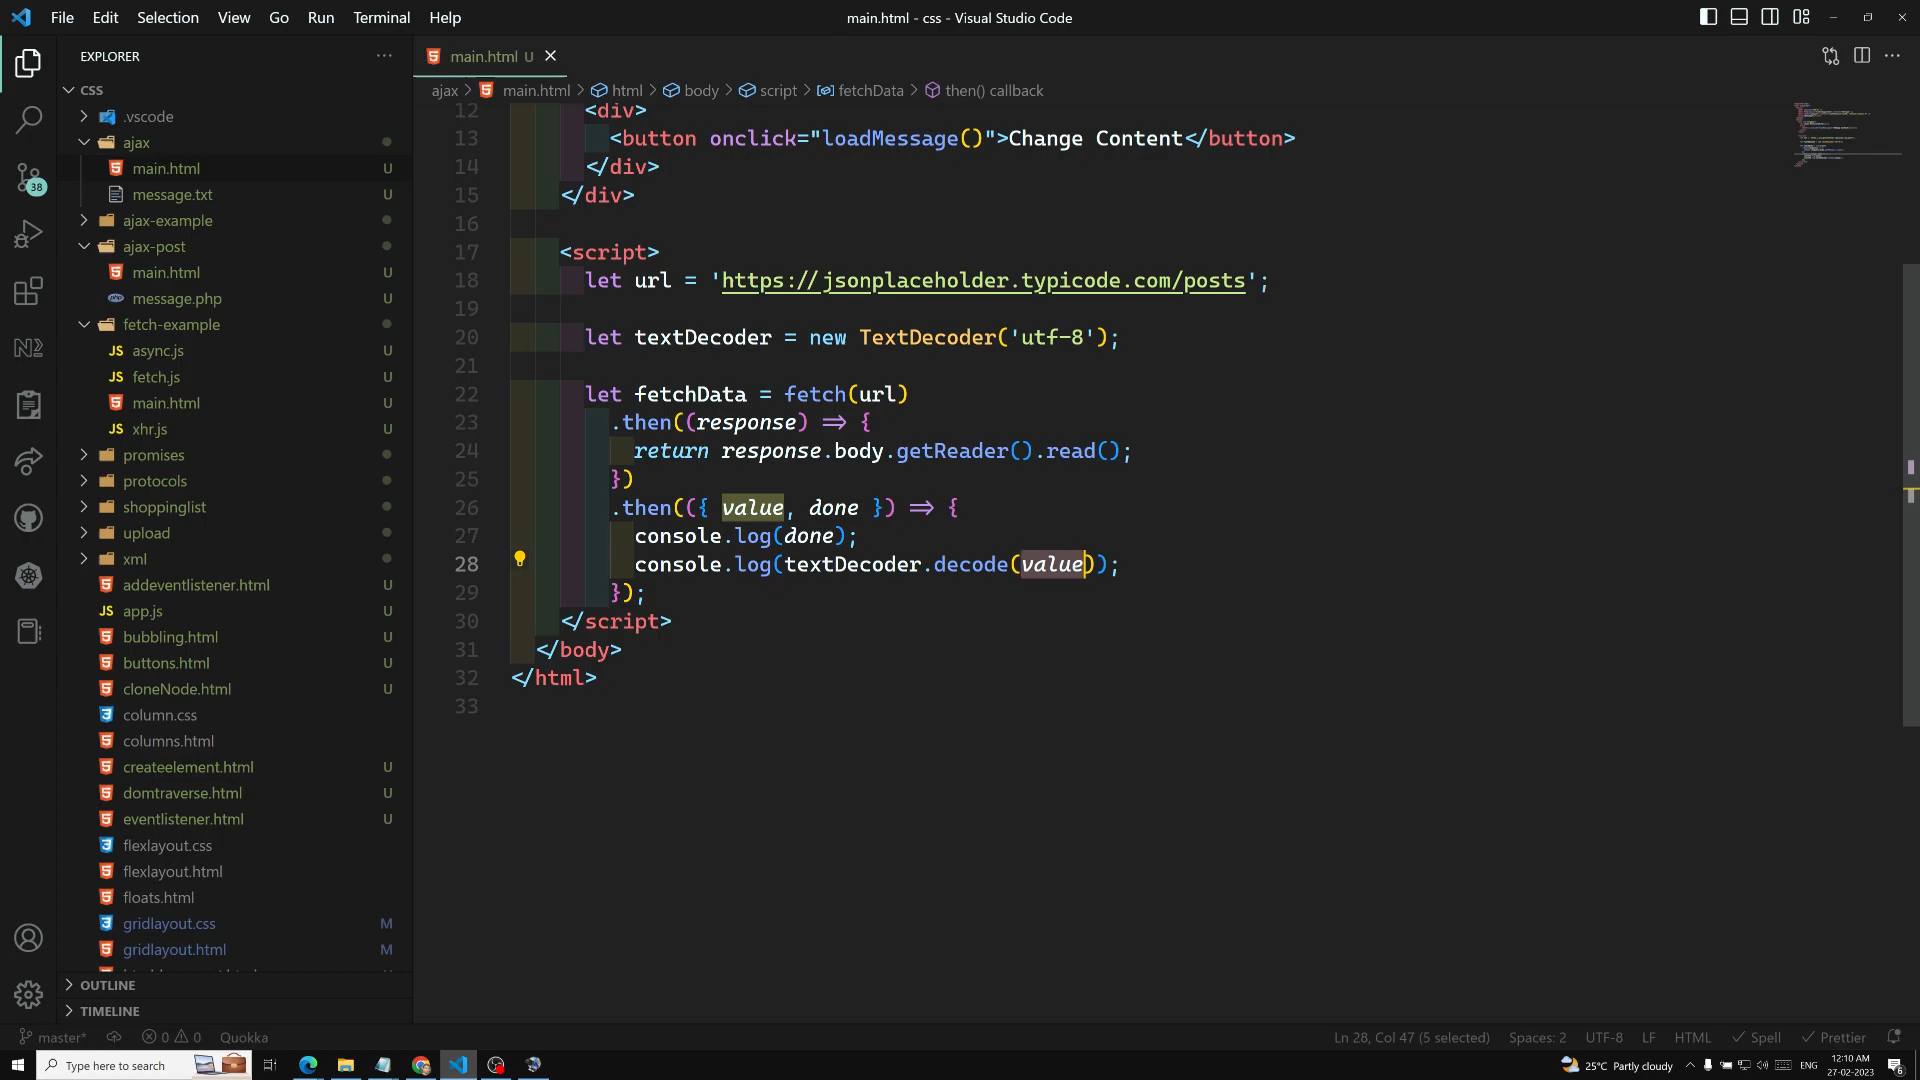 File Edit Selection View Go Run Terminal Help
main.html - css - Visual Studio Code
EXPLORER
main.html U
ajax > main.html > html > body > script > fetchData > then() callback
CSS
.vscode
ajax
main.html U
message.txt U
ajax-example
ajax-post
main.html U
message.php U
fetch-example
JS async.js U
JS fetch.js U
main.html U
JS xhr.js U
promises
protocols
shoppinglist
upload
xml
addeventlistener.html U
JS app.js U
bubbling.html U
buttons.html U
cloneNode.html U
column.css
columns.html
createelement.html U
domtraverse.html U
eventlistener.html U
flexlayout.css
flexlayout.html
floats.html
gridlayout.css M
gridlayout.html M
OUTLINE
TIMELINE
38
12 <div>
13 <button onclick="loadMessage()">Change Content</button>
14 </div>
15 </div>
16
17 <script>
18 let url = 'https://jsonplaceholder.typicode.com/posts';
19
20 let textDecoder = new TextDecoder('utf-8');
21
22 let fetchData = fetch(url)
23 .then((response) => {
24 return response.body.getReader().read();
25 })
26 .then(({ value, done }) => {
27 console.log(done);
28 console.log(textDecoder.decode(value));
29 });
30 </script>
31 </body>
32 </html>
33
master* 0 0 Quokka
Ln 28, Col 47 (5 selected) Spaces: 2 UTF-8 LF HTML Spell Prettier
Type here to search
25°C Partly cloudy ENG 12:10 AM
27-02-2023
6